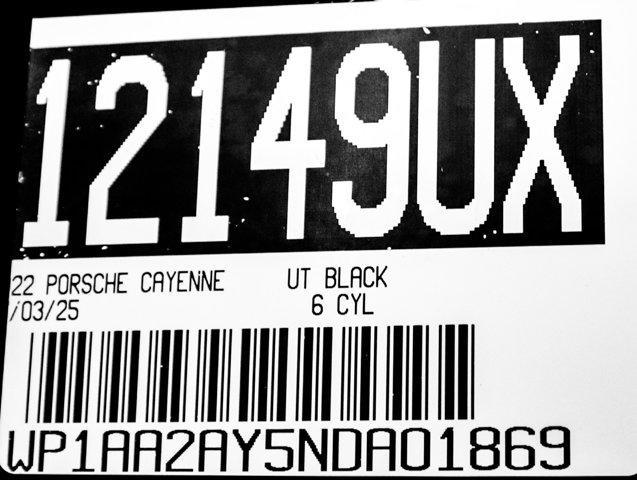 12149UX
22 PORSCHE CAYENNE UT BLACK
/03/25 6 CYL
WP1AA2AY5NDA01869